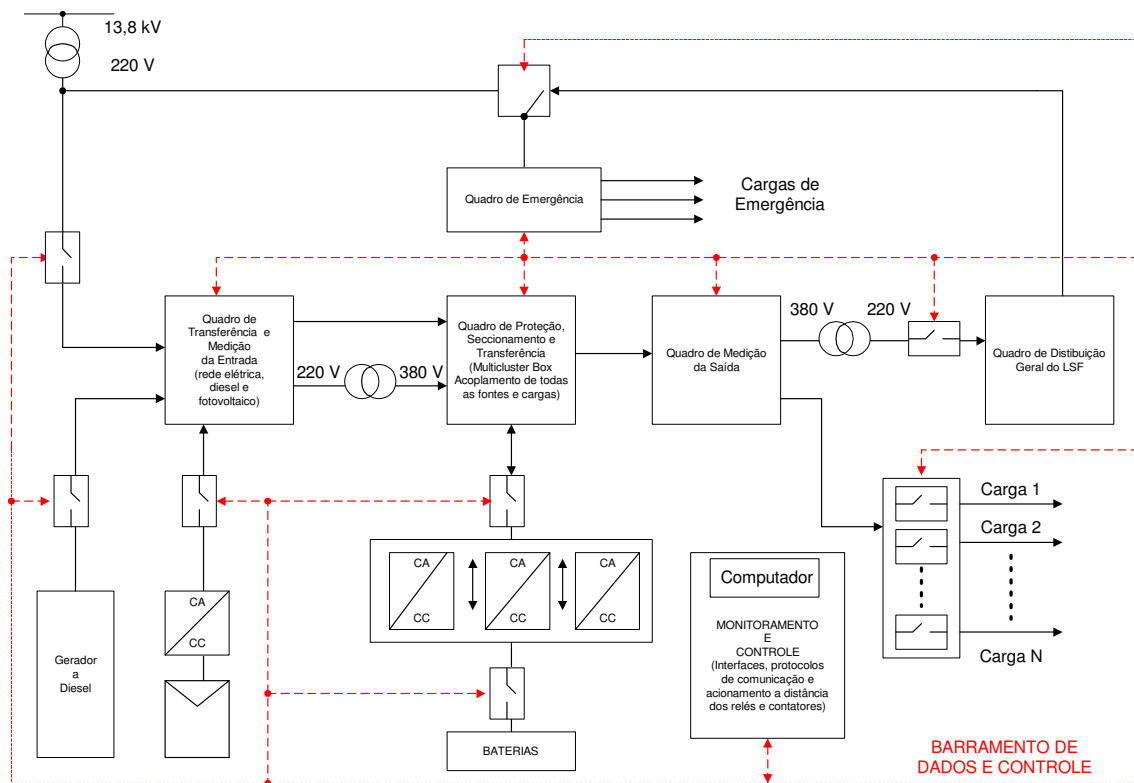 13,8 kV
220 V
Quadro de Emergência
Cargas de
Emergência
Quadro de
Transferência e
Medição
da Entrada
(rede elétrica,
diesel e
fotovoltaico)
220 V
380 V
Quadro de Proteção,
Seccionamento e
Transferência
(Multicluster Box
Acoplamento de todas
as fontes e cargas)
Quadro de Medição
da Saída
380 V
220 V
Quadro de Distibuição
Geral do LSF
Carga 1
Carga 2
Carga N
Gerador
a
Diesel
CA
CC
CA
CC
CA
CC
CA
CC
BATERIAS
Computador
MONITORAMENTO
E
CONTROLE
(Interfaces, protocolos
de comunicação e
acionamento a distância
dos relés e contatores)
BARRAMENTO DE
DADOS E CONTROLE